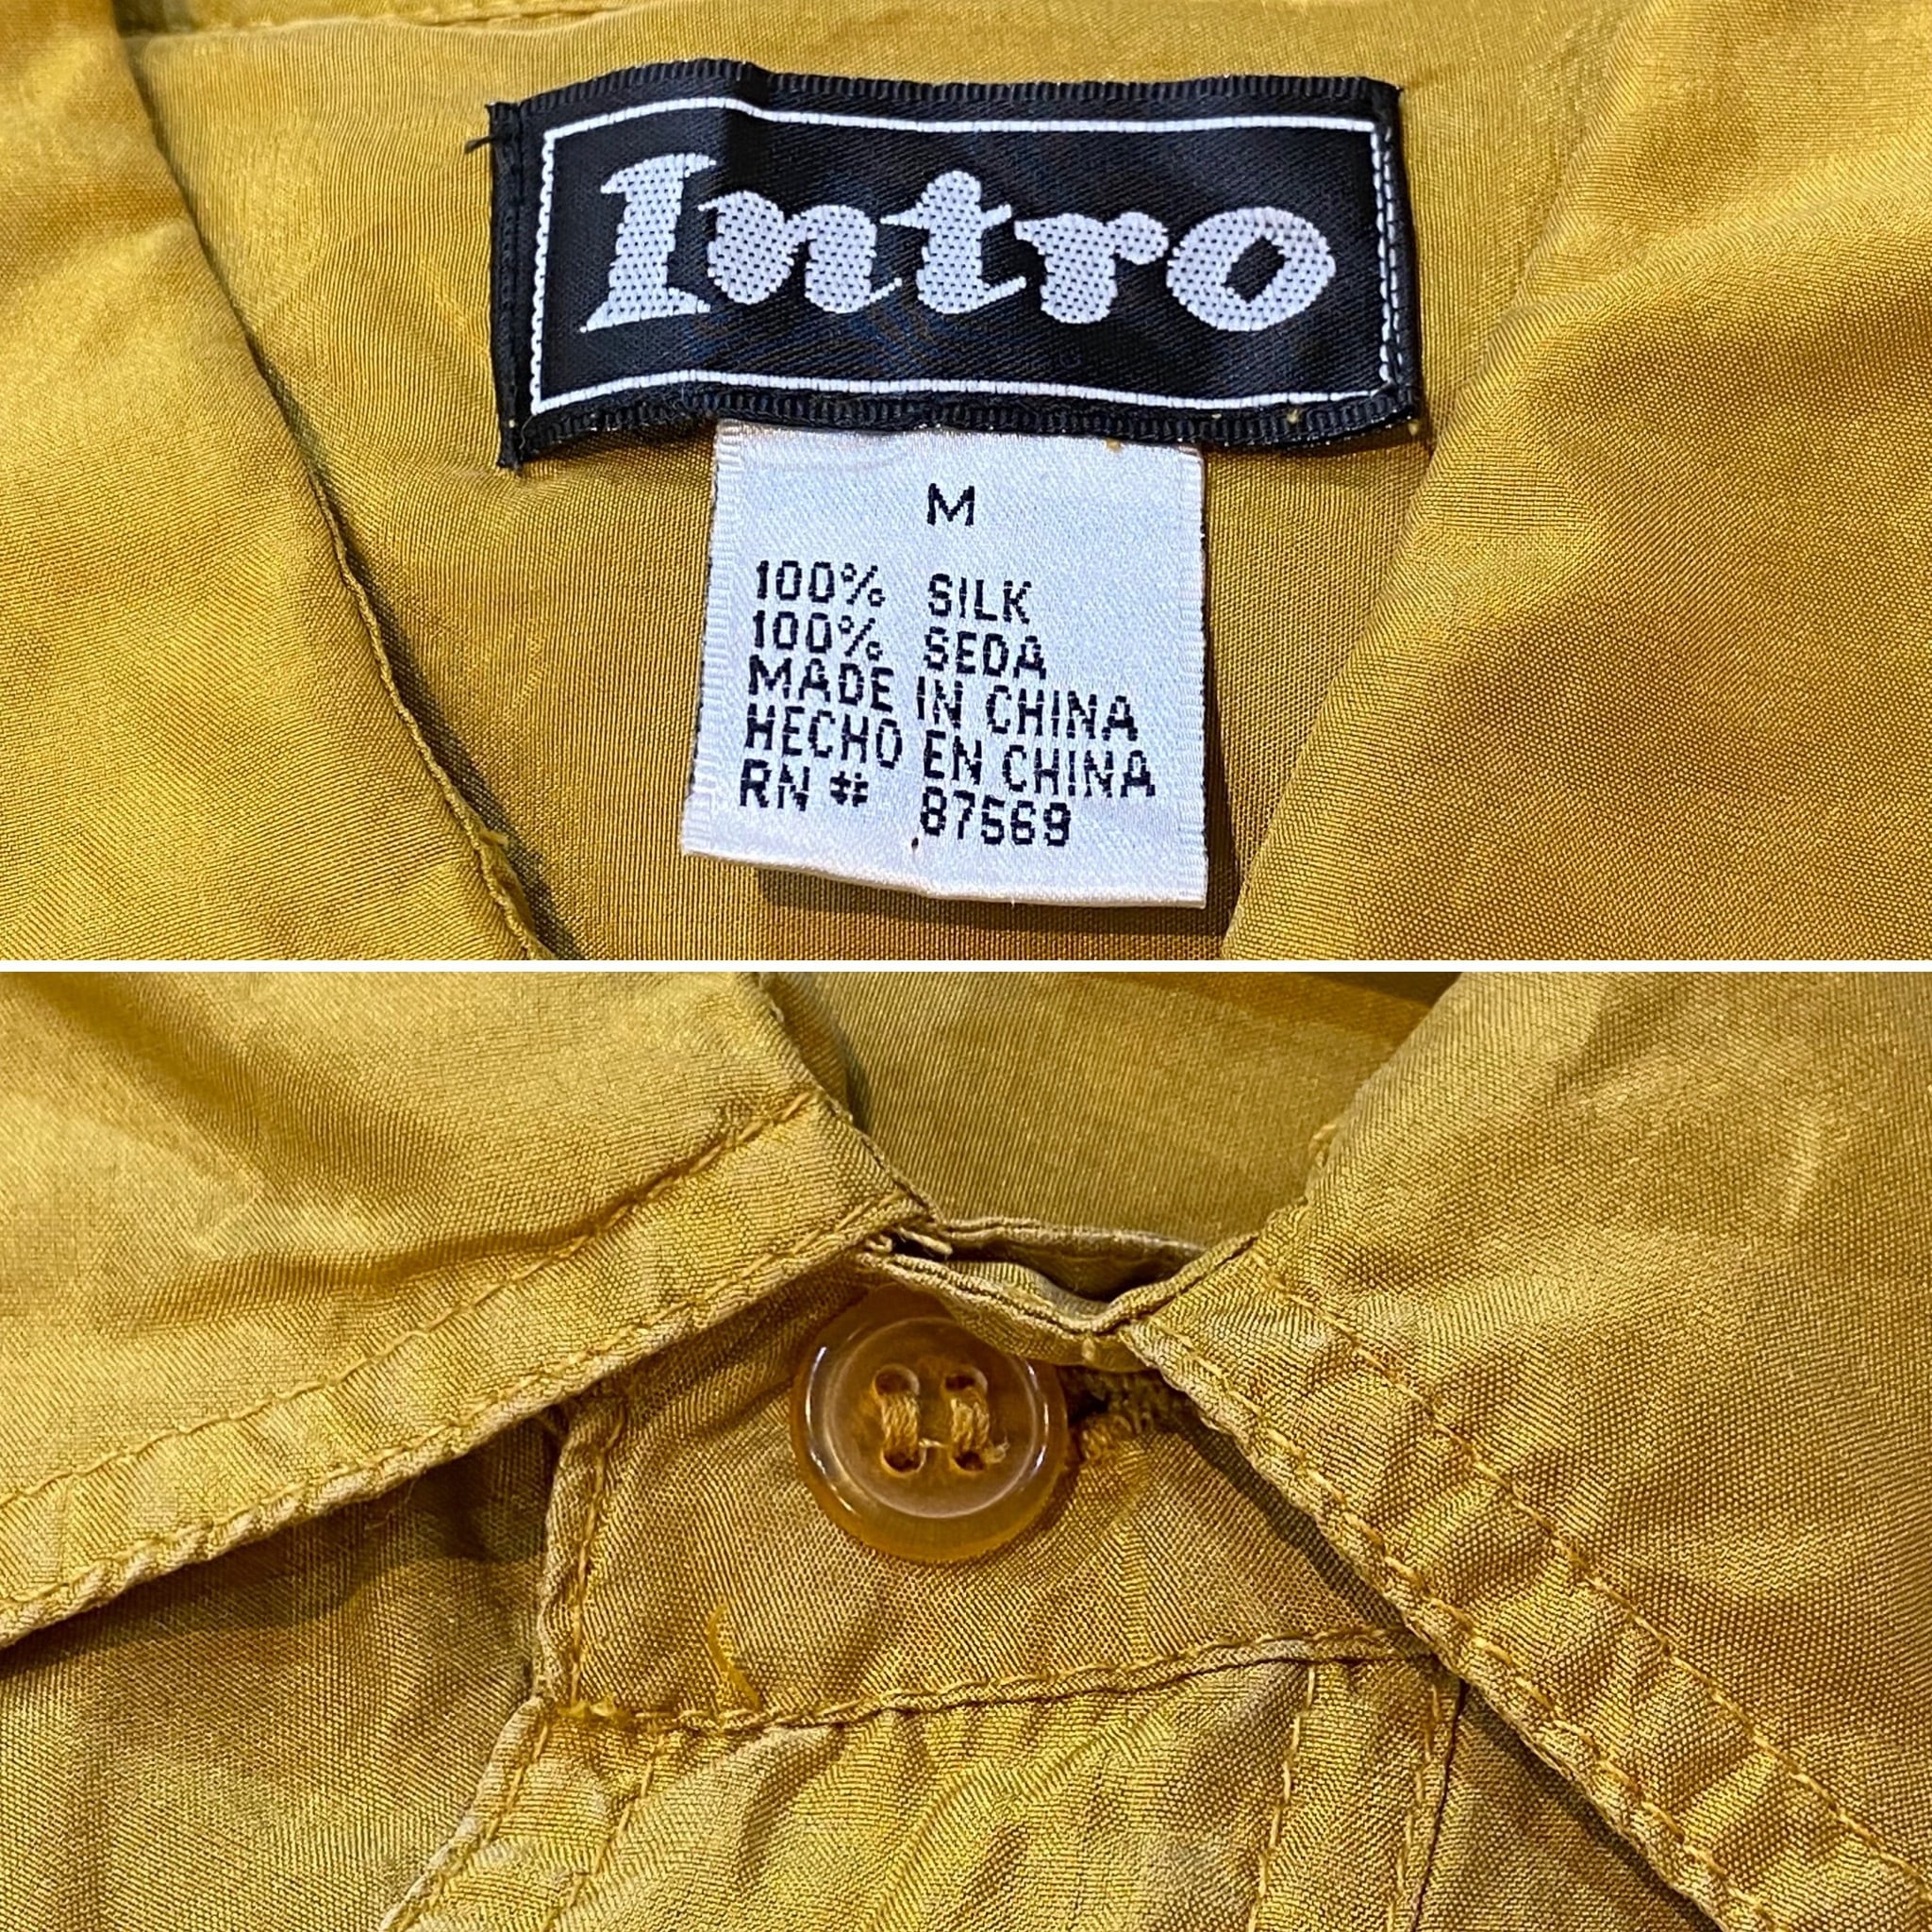 Intro
M
100% SILK
100% SEDA
MADE IN CHINA
HECHO EN CHINA
RN # 87569